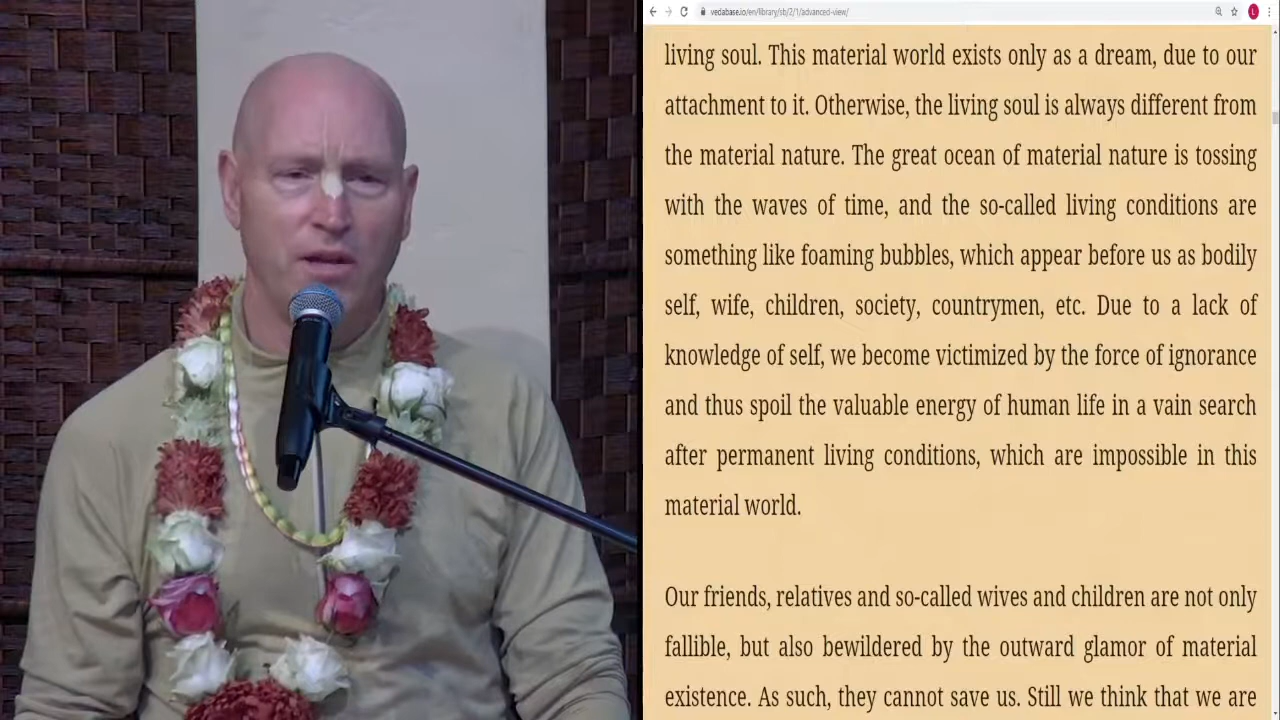 vedabase.io/en/library/sb/2/1/advanced-view/
L
living soul. This material world exists only as a dream, due to our
attachment to it. Otherwise, the living soul is always different from
the material nature. The great ocean of material nature is tossing
with the waves of time, and the so-called living conditions are
something like foaming bubbles, which appear before us as bodily
self, wife, children, society, countrymen, etc. Due to a lack of
knowledge of self, we become victimized by the force of ignorance
and thus spoil the valuable energy of human life in a vain search
after permanent living conditions, which are impossible in this
material world.
Our friends, relatives and so-called wives and children are not only
fallible, but also bewildered by the outward glamor of material
existence. As such, they cannot save us. Still we think that we are